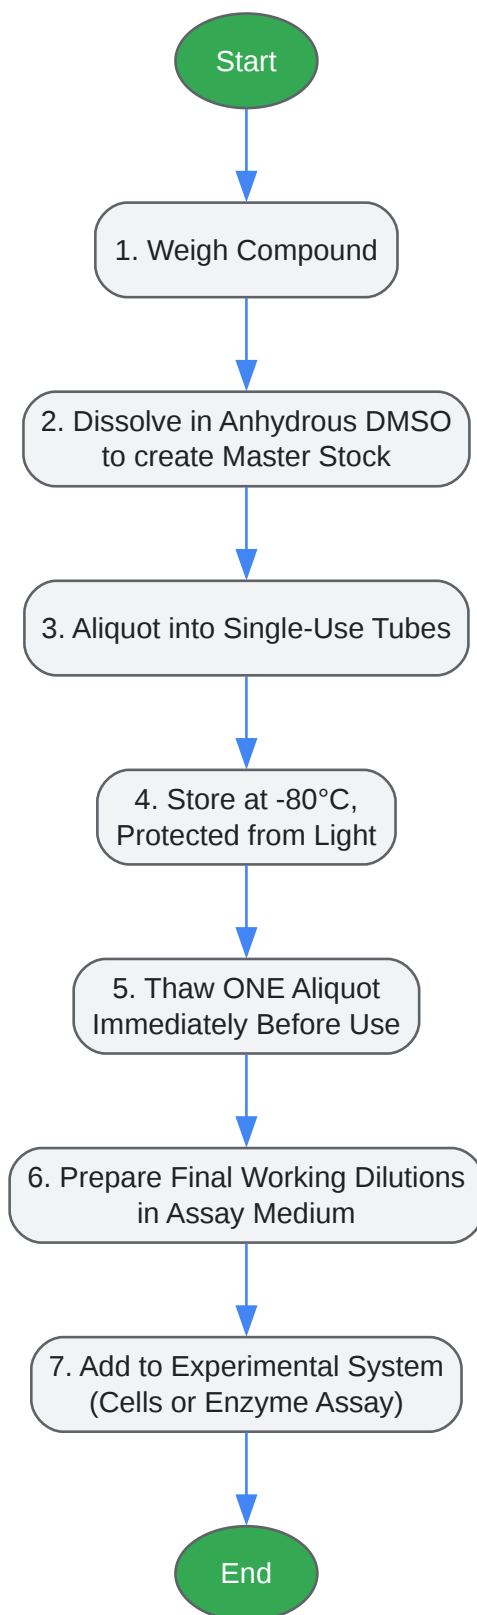 Start
1. Weigh Compound
2. Dissolve in Anhydrous DMSO
to create Master Stock
3. Aliquot into Single-Use Tubes
4. Store at -80°C,
Protected from Light
5. Thaw ONE Aliquot
Immediately Before Use
6. Prepare Final Working Dilutions
in Assay Medium
7. Add to Experimental System
(Cells or Enzyme Assay)
End